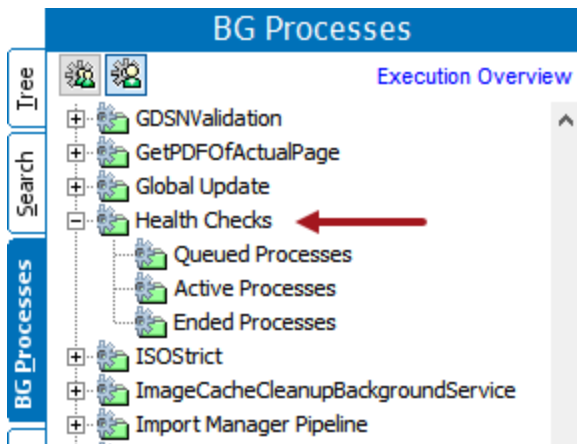 BG Processes
Tree
Execution Overview
GDSNValidation
GetPDFOfActualPage
Search
Global Update
Health Checks
Queued Processes
BG Processes
Active Processes
Ended Processes
ISOStrict
ImageCacheCleanupBackgroundService
Import Manager Pipeline